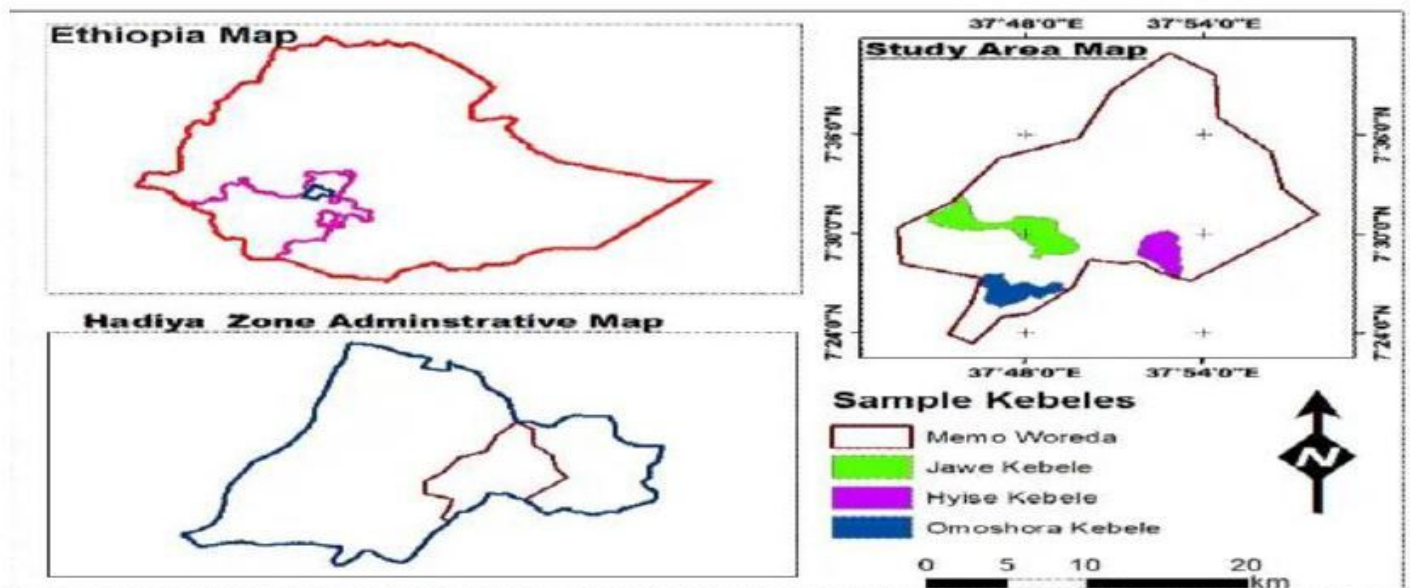 Ethiopia Map
Hadiya Zone Adminstrative Map
37°48'0"E 37°54'0"E
Study Area Map
7°36'0"N 7°36'0"N
7°30'0"N 7°30'0"N
7°24'0"N 7°24'0"N
37°48'0"E 37°54'0"E
Sample Kebeles
Memo Woreda
Jawe Kebele
Hyise Kebele
Omoshora Kebele
N
0 5 10 20
km